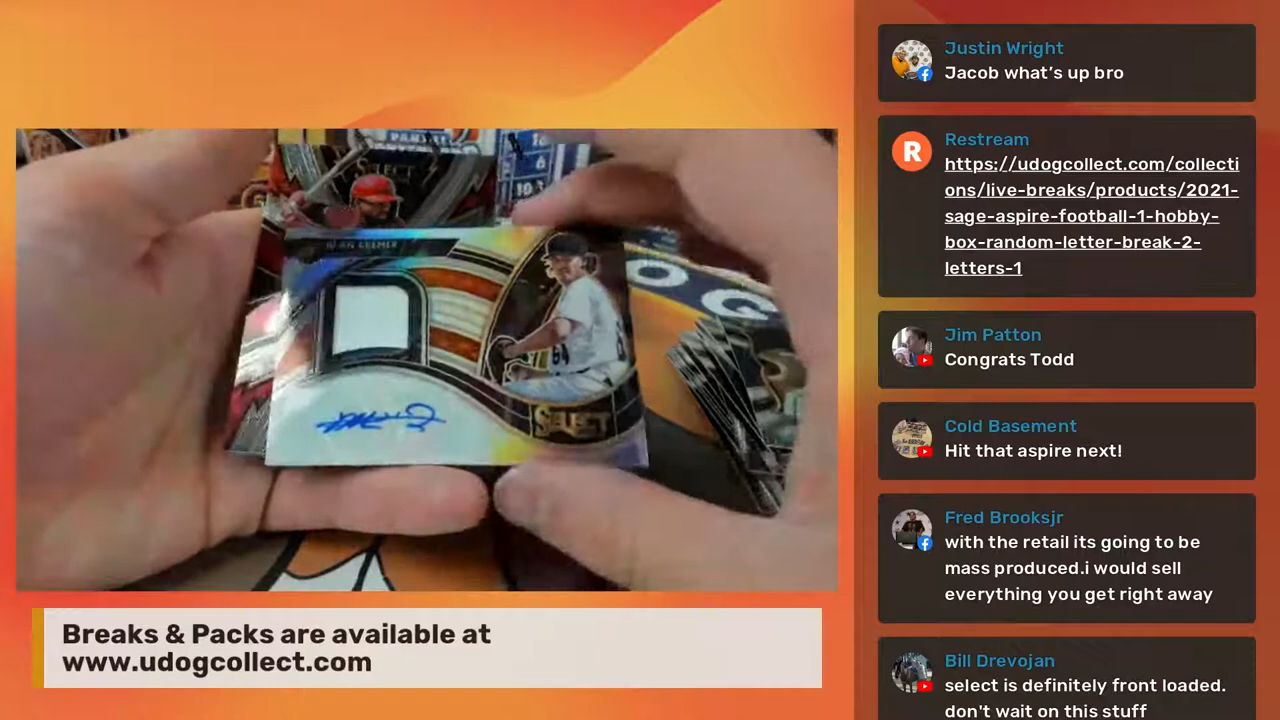 Justin Wright
Jacob what's up bro
Restream
https://udogcollect.com/collecti
ons/live-breaks/products/2021-
sage-aspire-football-1-hobby-
box-random-letter-break-2-
letters-1
Jim Patton
Congrats Todd
Cold Basement
Hit that aspire next!
Fred Brooksjr
with the retail its going to be
mass produced.i would sell
everything you get right away
Bill Drevojan
select is definitely front loaded.
don't wait on this stuff
SELECT
64
SELECT
Breaks & Packs are available at
www.udogcollect.com